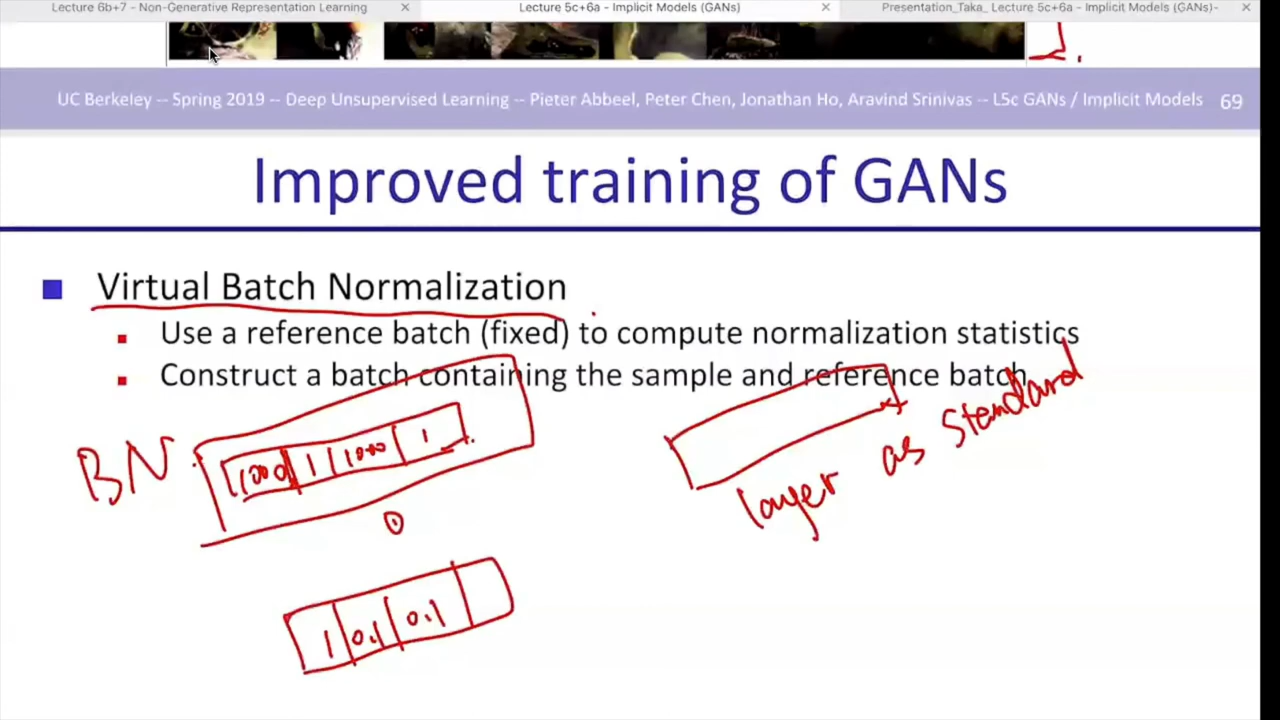 Lecture 6b+7 - Non-Generative Representation Learning
Lecture 5c+6a - Implicit Models (GANs)
Presentation_Taka_ Lecture 5c+6a - Implicit Models (GANs)-
UC Berkeley -- Spring 2019 -- Deep Unsupervised Learning -- Pieter Abbeel, Peter Chen, Jonathan Ho, Aravind Srinivas -- L5c GANs / Implicit Models 69
Improved training of GANs
Virtual Batch Normalization
Use a reference batch (fixed) to compute normalization statistics
Construct a batch containing the sample and reference batch
BN
1000 1 1000 1
layer as standard
1 0.1 0.1